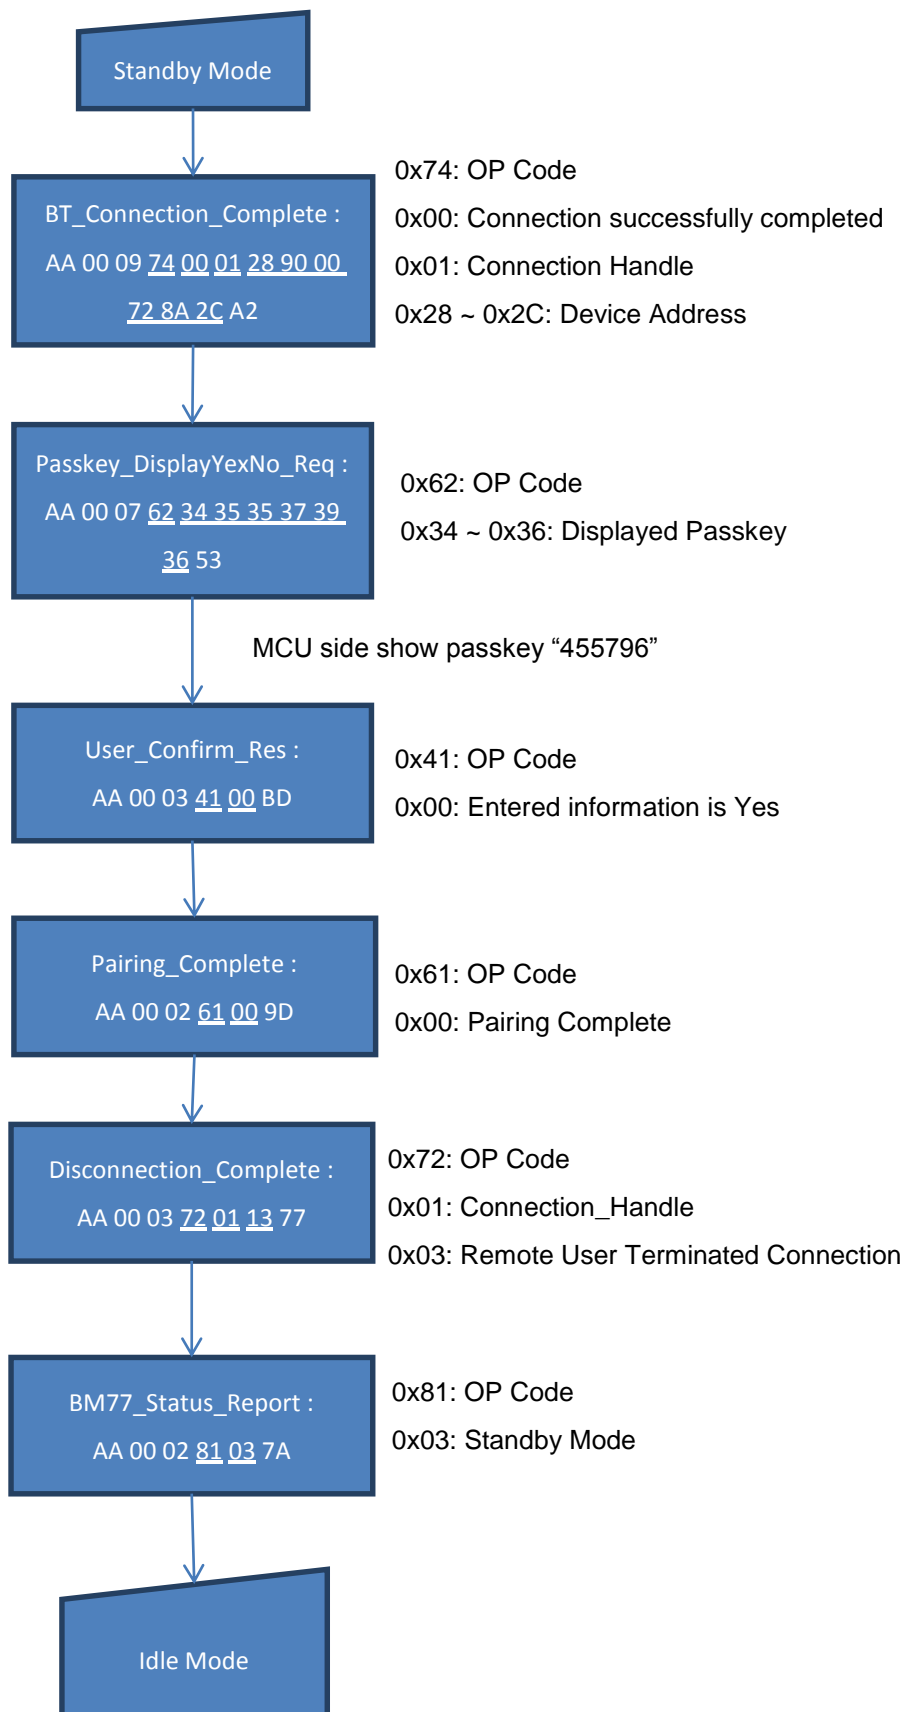 Standby Mode
BT_Connection_Complete :
AA 00 09 74 00 01 28 90 00
72 8A 2C A2
0x74: OP Code
0x00: Connection successfully completed
0x01: Connection Handle
0x28 ~ 0x2C: Device Address
Passkey_DisplayYexNo_Req :
AA 00 07 62 34 35 35 37 39
36 53
0x62: OP Code
0x34 ~ 0x36: Displayed Passkey
MCU side show passkey “455796”
User_Confirm_Res :
AA 00 03 41 00 BD
0x41: OP Code
0x00: Entered information is Yes
Pairing_Complete :
AA 00 02 61 00 9D
0x61: OP Code
0x00: Pairing Complete
Disconnection_Complete :
AA 00 03 72 01 13 77
0x72: OP Code
0x01: Connection_Handle
0x03: Remote User Terminated Connection
BM77_Status_Report :
AA 00 02 81 03 7A
0x81: OP Code
0x03: Standby Mode
Idle Mode